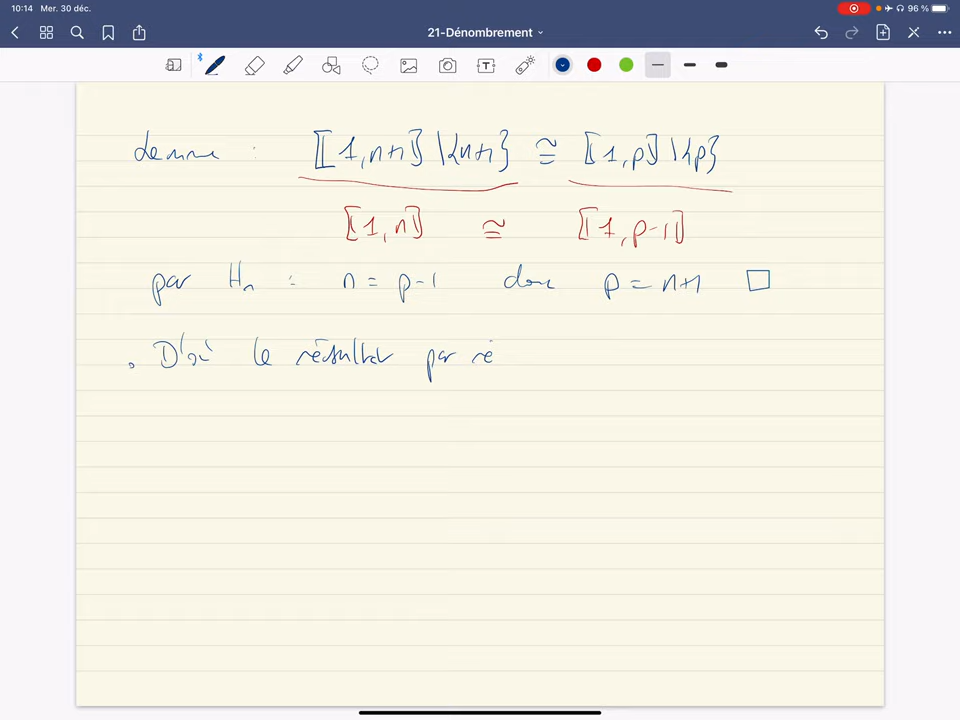 10:14 Mer. 30 déc. 96 %
21-Dénombrement
lemme : ⟦1,n+1⟧ \ {n+1} ≅ ⟦1,p⟧ \ {p}
⟦1,n⟧ ≅ ⟦1,p-1⟧
par Hn : n = p-1 donc p = n+1 □
. D'où le résultat par ré